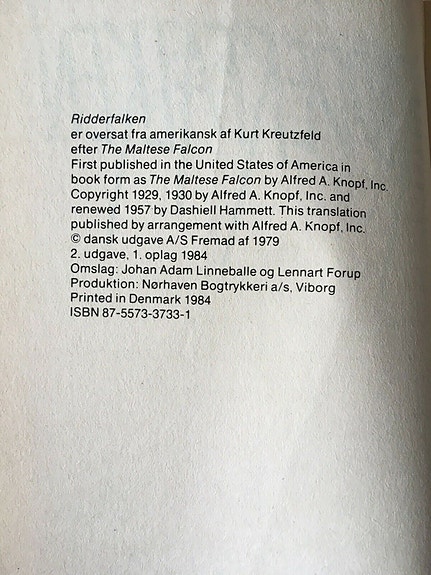 Ridderfalken
er oversat fra amerikansk af Kurt Kreutzfeld
efter The Maltese Falcon
First published in the United States of America in
book form as The Maltese Falcon by Alfred A. Knopf, Inc.
Copyright 1929, 1930 by Alfred A. Knopf, Inc. and
renewed 1957 by Dashiell Hammett. This translation
published by arrangement with Alfred A. Knopf, Inc.
© dansk udgave A/S Fremad af 1979
2. udgave, 1. oplag 1984
Omslag: Johan Adam Linneballe og Lennart Forup
Produktion: Nørhaven Bogtrykkeri a/s, Viborg
Printed in Denmark 1984
ISBN 87-5573-3733-1